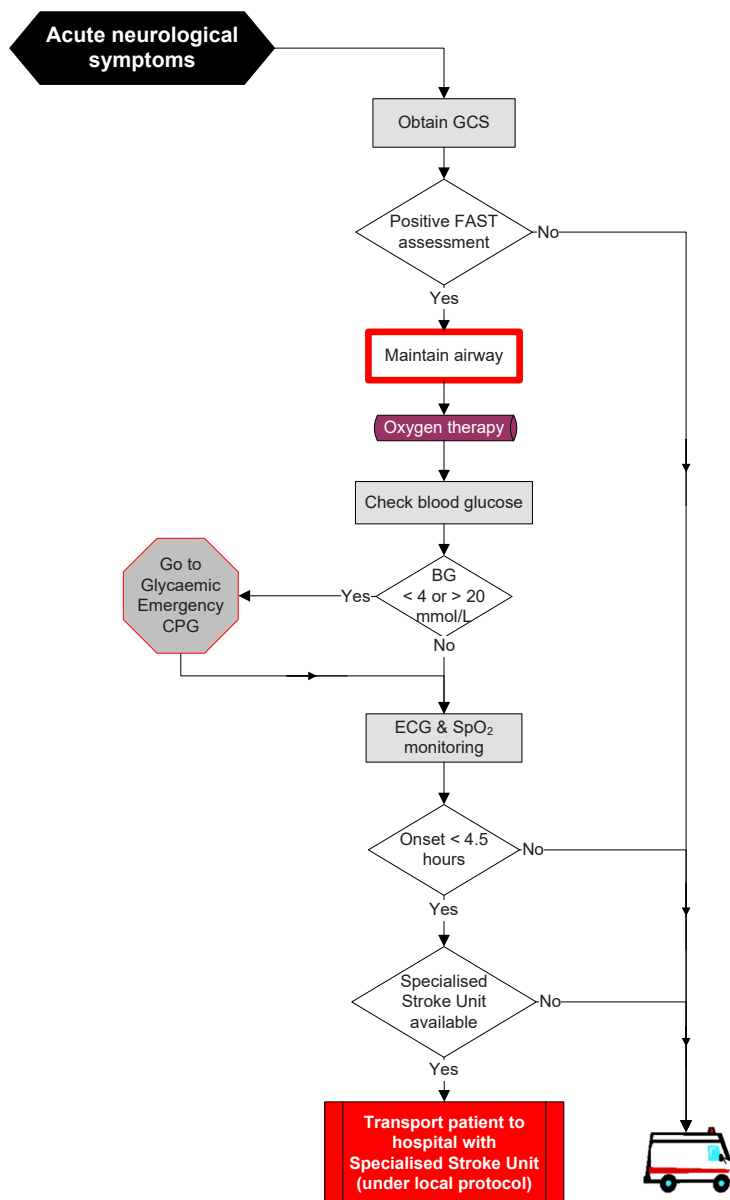 Acute neurological
symptoms
Obtain GCS
Positive FAST
assessment
No
Yes
Maintain airway
Oxygen therapy
Check blood glucose
Go to
Glycaemic
Emergency
CPG
Yes
BG
< 4 or > 20
mmol/L
No
ECG & SpO₂
monitoring
Onset < 4.5
hours
No
Yes
Specialised
Stroke Unit
available
No
Yes
Transport patient to
hospital with
Specialised Stroke Unit
(under local protocol)